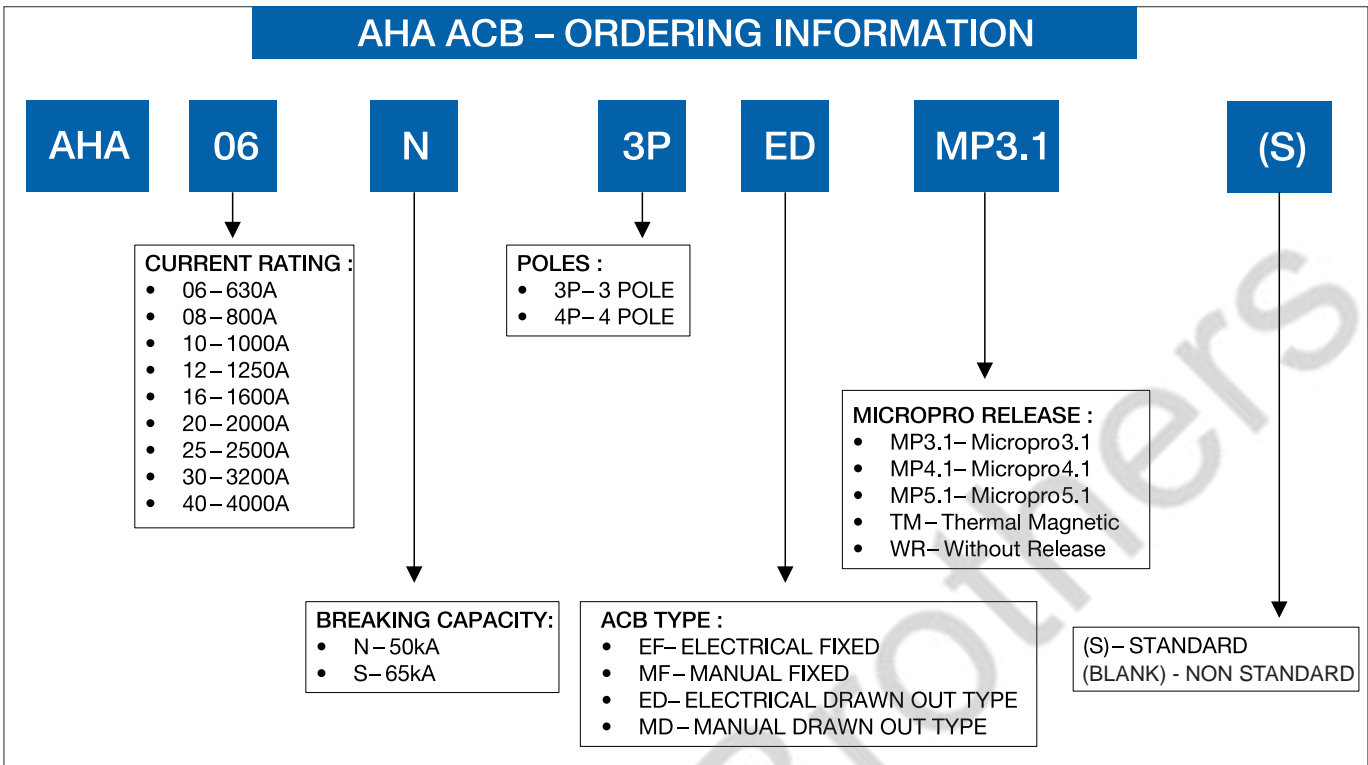 AHA ACB – ORDERING INFORMATION
AHA 06 N 3P ED MP3.1 (S)
CURRENT RATING :
• 06–630A
• 08–800A
• 10–1000A
• 12–1250A
• 16–1600A
• 20–2000A
• 25–2500A
• 30–3200A
• 40–4000A
POLES :
• 3P–3 POLE
• 4P–4 POLE
MICROPRO RELEASE :
• MP3.1–Micropro3.1
• MP4.1–Micropro4.1
• MP5.1–Micropro5.1
• TM–Thermal Magnetic
• WR–Without Release
BREAKING CAPACITY:
• N–50kA
• S–65kA
ACB TYPE :
• EF–ELECTRICAL FIXED
• MF–MANUAL FIXED
• ED–ELECTRICAL DRAWN OUT TYPE
• MD–MANUAL DRAWN OUT TYPE
(S)–STANDARD
(BLANK) - NON STANDARD
Brothers